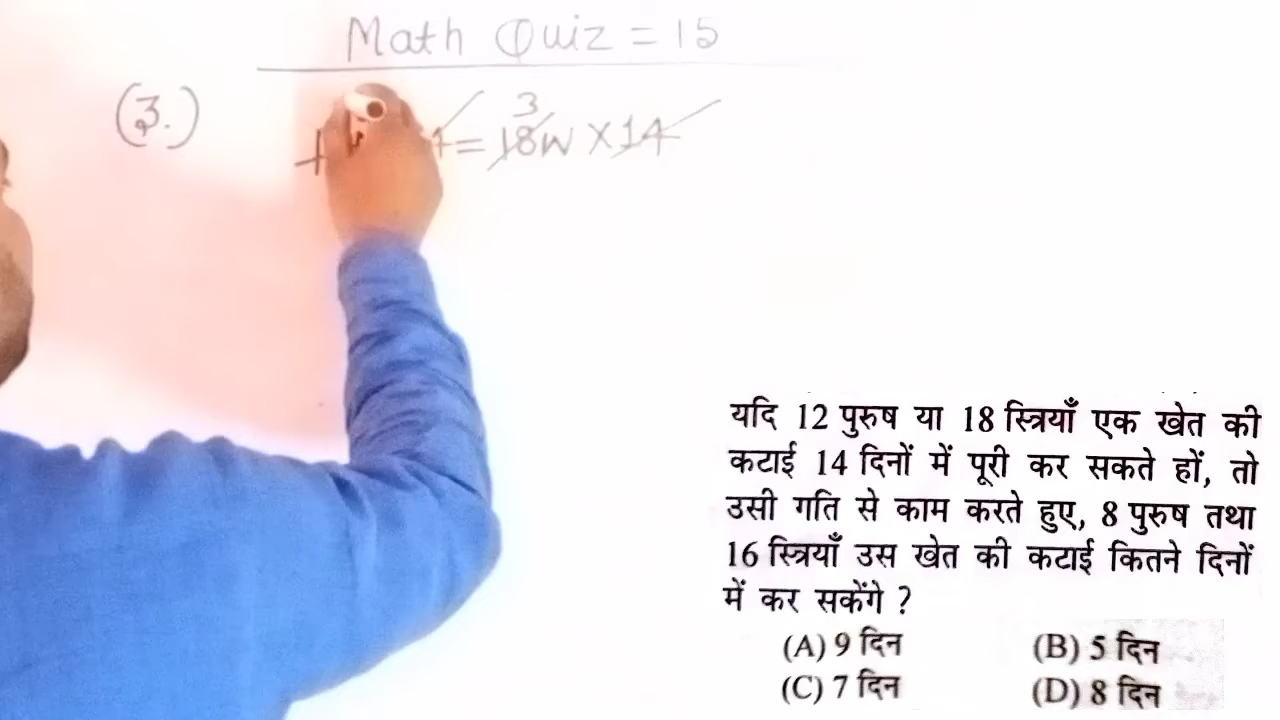 Math Quiz = 15
(3.)
3
= 18W × 14
यदि 12 पुरुष या 18 स्त्रियाँ एक खेत की
कटाई 14 दिनों में पूरी कर सकते हों, तो
उसी गति से काम करते हुए, 8 पुरुष तथा
16 स्त्रियाँ उस खेत की कटाई कितने दिनों
में कर सकेंगे ?
(A) 9 दिन (B) 5 दिन
(C) 7 दिन (D) 8 दिन